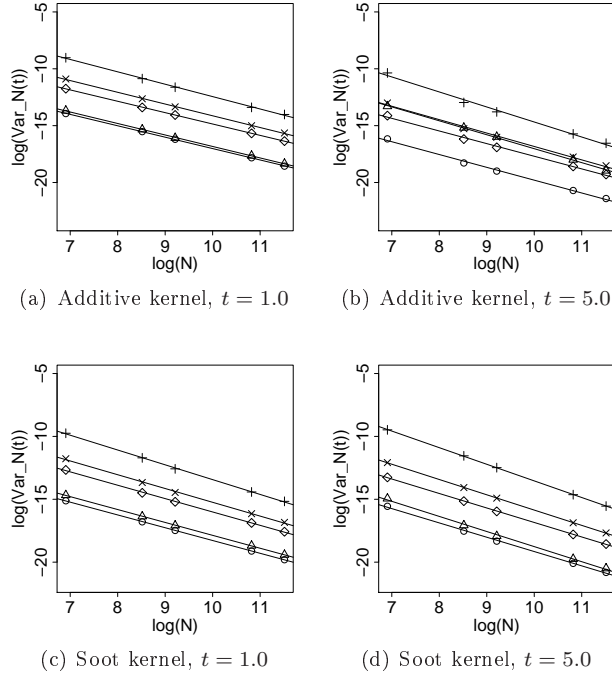 -5
-10
-15
-20
log(Var_N(t))
7 8 9 10 11
log(N)
(a) Additive kernel, t = 1.0
-5
-10
-15
-20
log(Var_N(t))
7 8 9 10 11
log(N)
(b) Additive kernel, t = 5.0
-5
-10
-15
-20
log(Var_N(t))
7 8 9 10 11
log(N)
(c) Soot kernel, t = 1.0
-5
-10
-15
-20
log(Var_N(t))
7 8 9 10 11
log(N)
(d) Soot kernel, t = 5.0